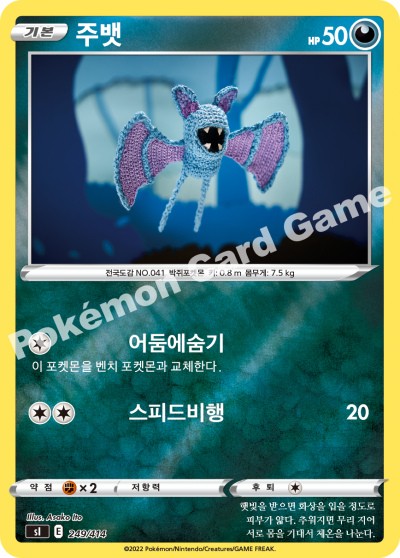 기본 주뱃 HP 50
전국도감 NO.041 박쥐포켓몬 키: 0.8 m 몸무게: 7.5 kg
Pokémon Card Game
어둠에숨기
이 포켓몬을 벤치 포켓몬과 교체한다.
스피드비행 20
약점 ×2 저항력 후퇴
Illus. Asako Ito
sI E 249/414
햇빛을 받으면 화상을 입을 정도로
피부가 얇다. 추워지면 무리 지어
서로 몸을 기대서 체온을 나눈다.
©2022 Pokémon/Nintendo/Creatures/GAME FREAK.